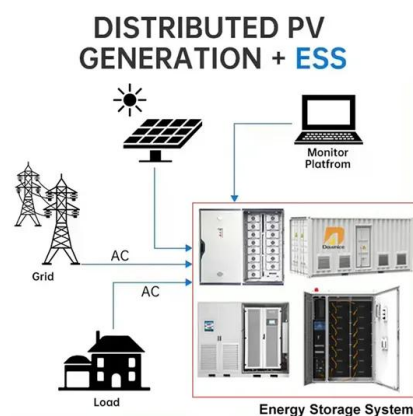 DISTRIBUTED PV
GENERATION + ESS
Monitor
Platfrom
AC
Grid
AC
Load
Energy Storage System